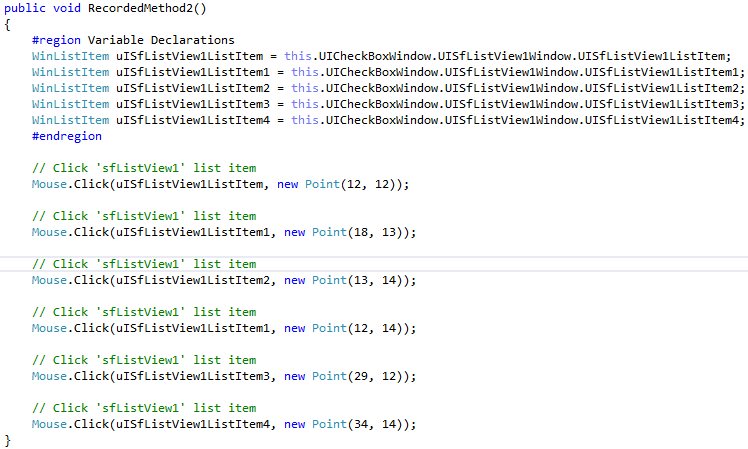 public void RecordedMethod2()
{
    #region Variable Declarations
    WinListItem uISfListView1ListItem = this.UICheckBoxWindow.UISfListView1Window.UISfListView1ListItem;
    WinListItem uISfListView1ListItem1 = this.UICheckBoxWindow.UISfListView1Window.UISfListView1ListItem1;
    WinListItem uISfListView1ListItem2 = this.UICheckBoxWindow.UISfListView1Window.UISfListView1ListItem2;
    WinListItem uISfListView1ListItem3 = this.UICheckBoxWindow.UISfListView1Window.UISfListView1ListItem3;
    WinListItem uISfListView1ListItem4 = this.UICheckBoxWindow.UISfListView1Window.UISfListView1ListItem4;
    #endregion

    // Click 'sfListView1' list item
    Mouse.Click(uISfListView1ListItem, new Point(12, 12));

    // Click 'sfListView1' list item
    Mouse.Click(uISfListView1ListItem1, new Point(18, 13));

    // Click 'sfListView1' list item
    Mouse.Click(uISfListView1ListItem2, new Point(13, 14));

    // Click 'sfListView1' list item
    Mouse.Click(uISfListView1ListItem1, new Point(12, 14));

    // Click 'sfListView1' list item
    Mouse.Click(uISfListView1ListItem3, new Point(29, 12));

    // Click 'sfListView1' list item
    Mouse.Click(uISfListView1ListItem4, new Point(34, 14));
}